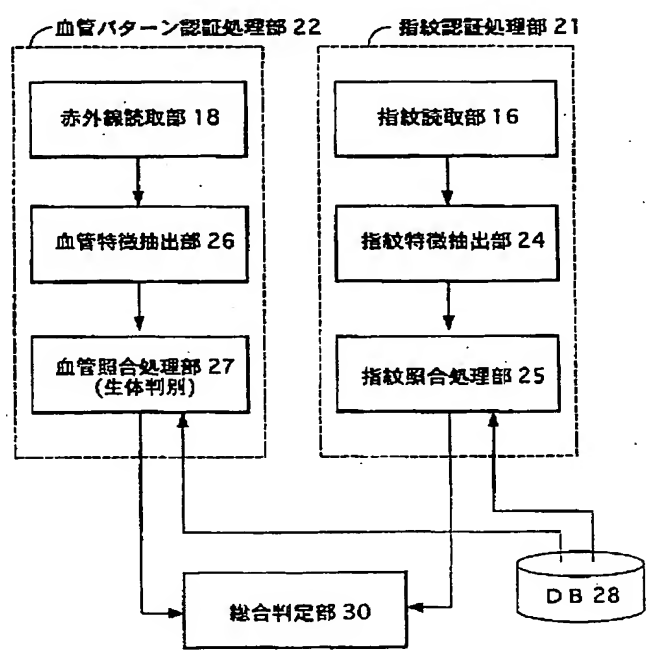 血管パターン認証処理部 22
指紋認証処理部 21
赤外線読取部 18
指紋読取部 16
血管特徴抽出部 26
指紋特徴抽出部 24
血管照合処理部 27
(生体判別)
指紋照合処理部 25
DB 28
総合判定部 30